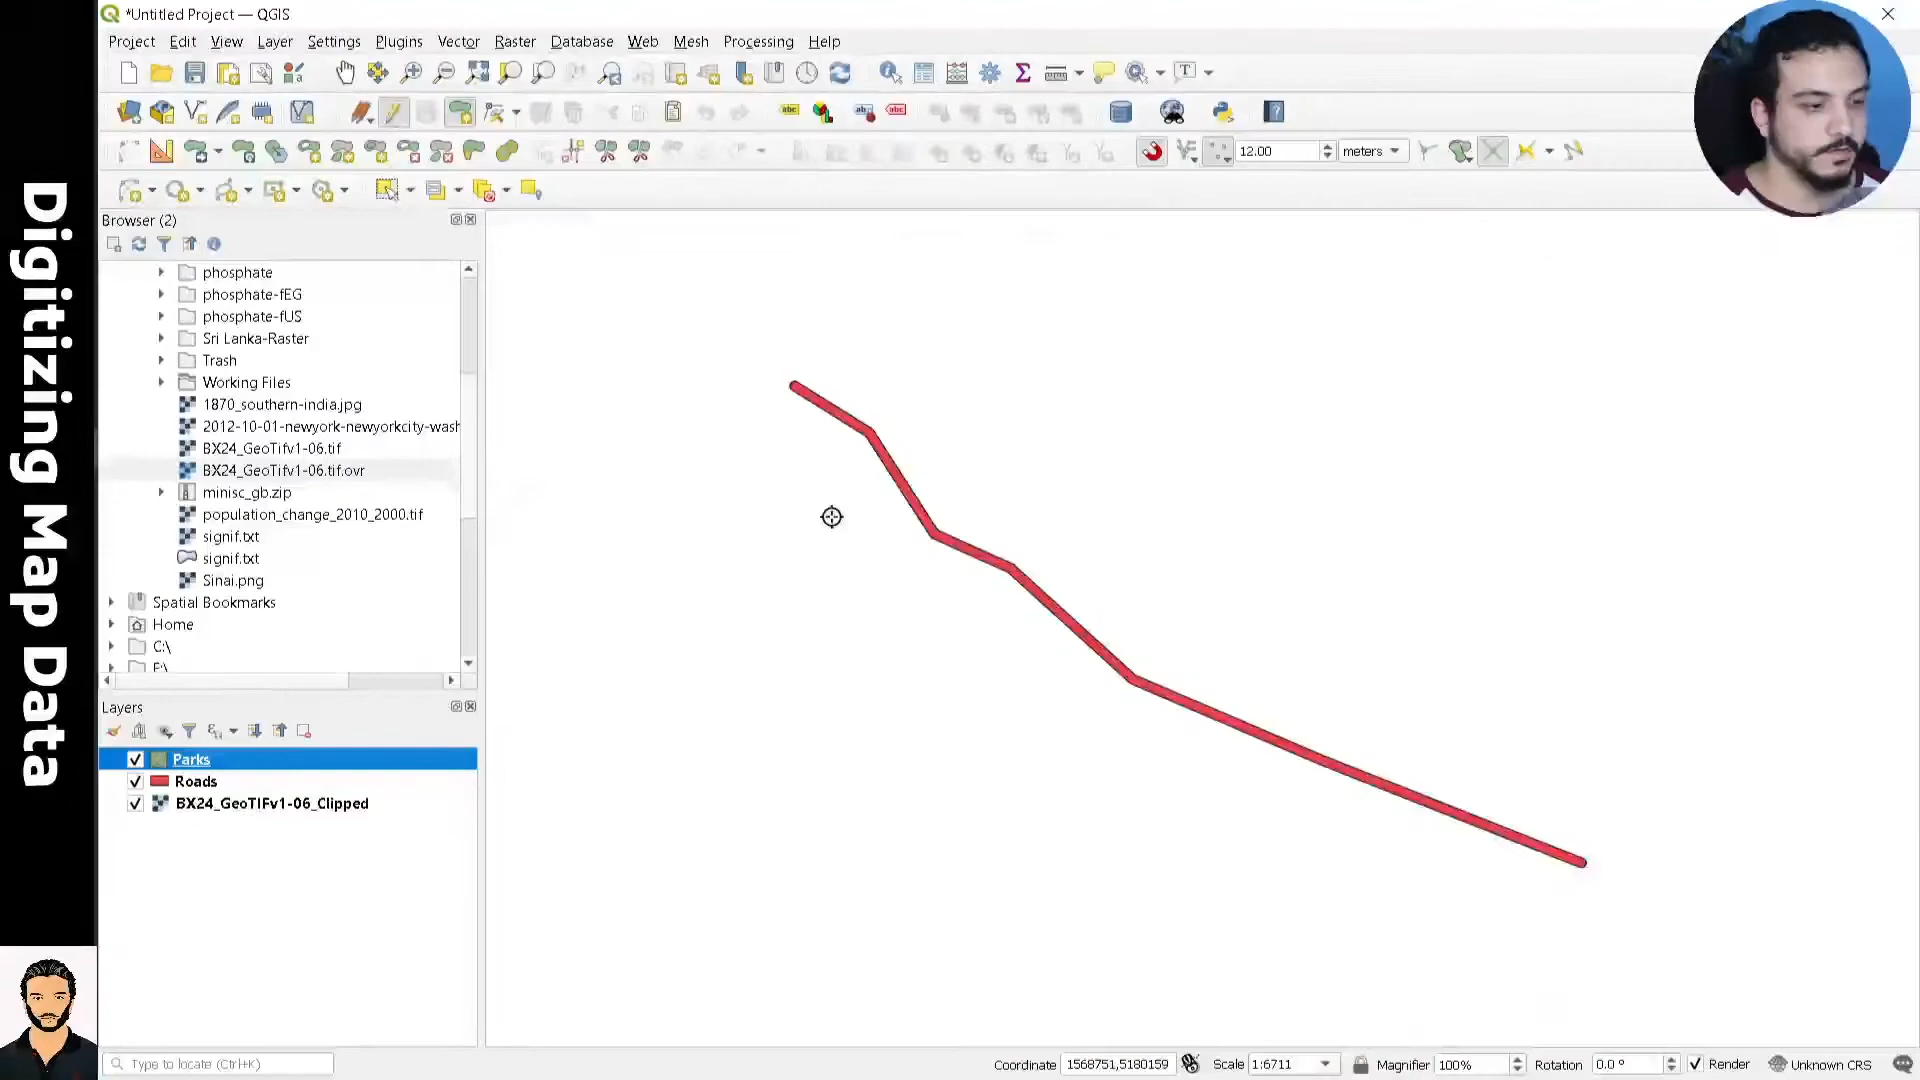 *Untitled Project — QGIS
Project Edit View Layer Settings Plugins Vector Raster Database Web Mesh Processing Help
12.00 meters
Digitizing Map Data
Browser (2)
phosphate
phosphate-fEG
phosphate-fUS
Sri Lanka-Raster
Trash
Working Files
1870_southern-india.jpg
2012-10-01-newyork-newyorkcity-wash
BX24_GeoTifv1-06.tif
BX24_GeoTifv1-06.tif.ovr
minisc_gb.zip
population_change_2010_2000.tif
signif.txt
signif.txt
Sinai.png
Spatial Bookmarks
Home
C:\
Layers
Parks
Roads
BX24_GeoTIFv1-06_Clipped
Type to locate (Ctrl+K)
Coordinate 1568751,5180159 Scale 1:6711 Magnifier 100% Rotation 0.0 ° Render Unknown CRS